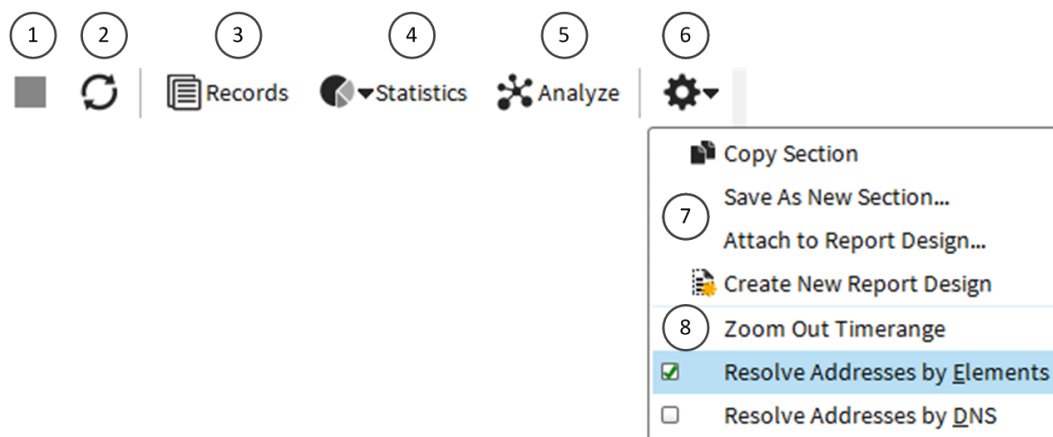 1 2 3 4 5 6
Records Statistics Analyze
Copy Section
Save As New Section...
7
Attach to Report Design...
Create New Report Design
8 Zoom Out Timerange
Resolve Addresses by Elements
Resolve Addresses by DNS